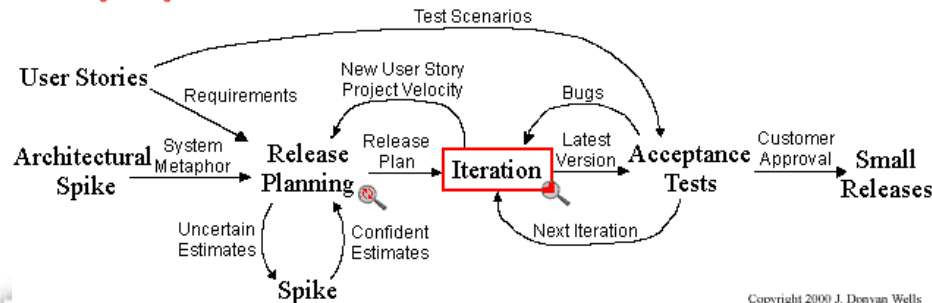 Test Scenarios
User Stories
New User Story
Project Velocity
Requirements
Bugs
Architectural
Spike
System
Metaphor
Release
Planning
Release
Plan
Iteration
Latest
Version
Acceptance
Tests
Customer
Approval
Small
Releases
Uncertain
Estimates
Confident
Estimates
Next Iteration
Spike
Copyright 2000 J. Donvan Wells